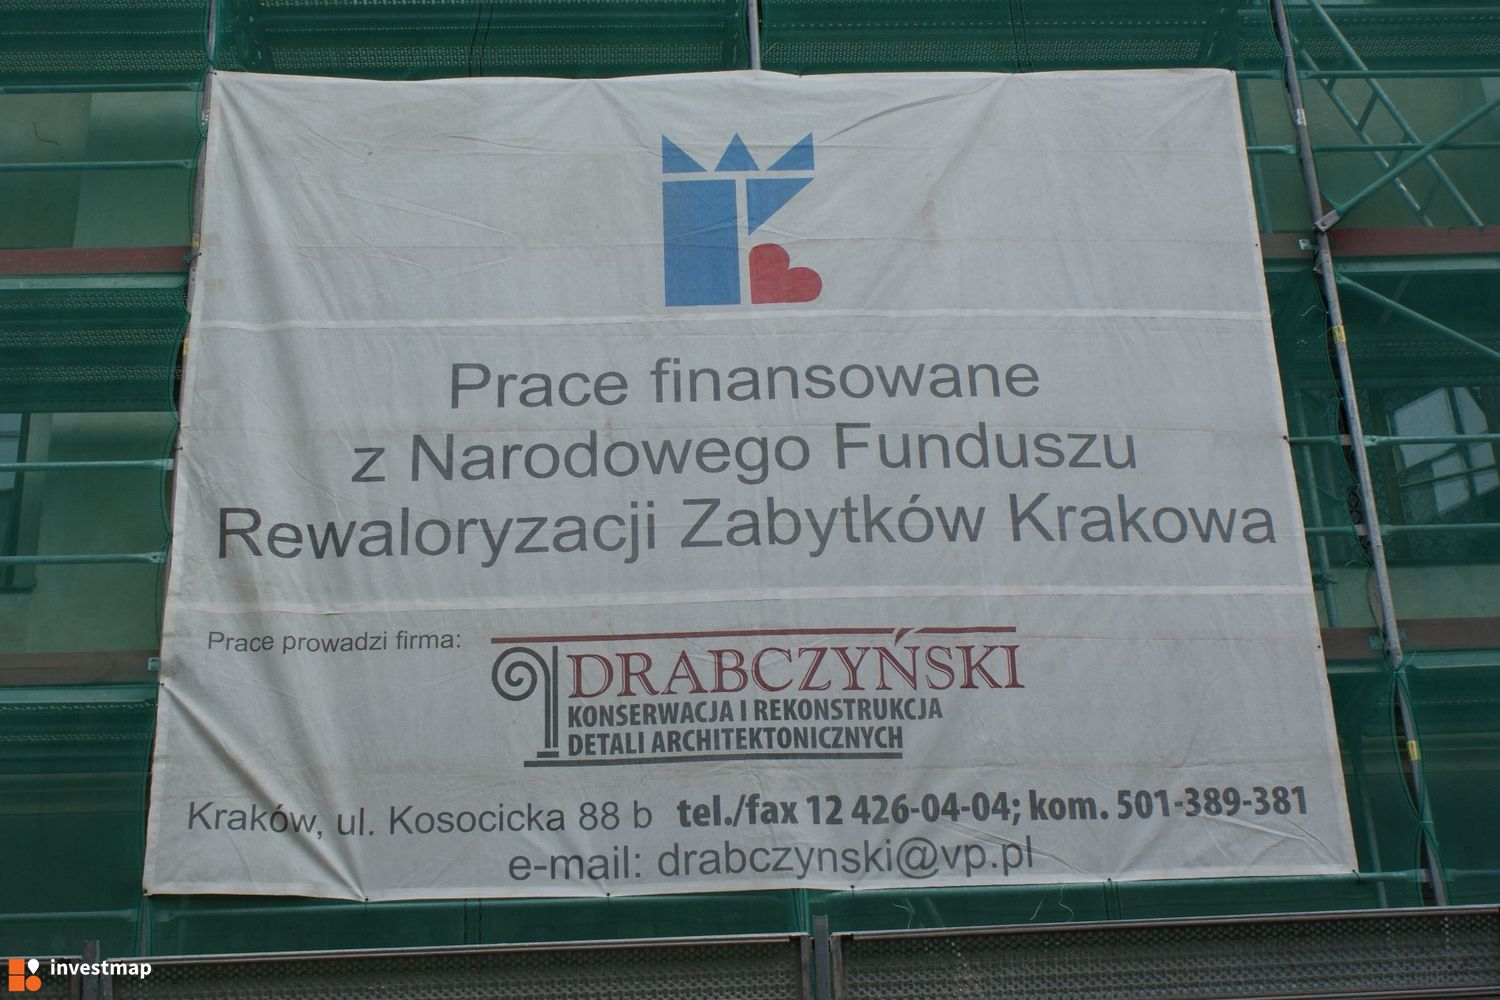 Prace finansowane
z Narodowego Funduszu
Rewaloryzacji Zabytków Krakowa
Prace prowadzi firma:
DRABCZYŃSKI
KONSERWACJA I REKONSTRUKCJA
DETALI ARCHITEKTONICZNYCH
Kraków, ul. Kosocicka 88 b tel./fax 12 426-04-04; kom. 501-389-381
e-mail: drabczynski@vp.pl
investmap